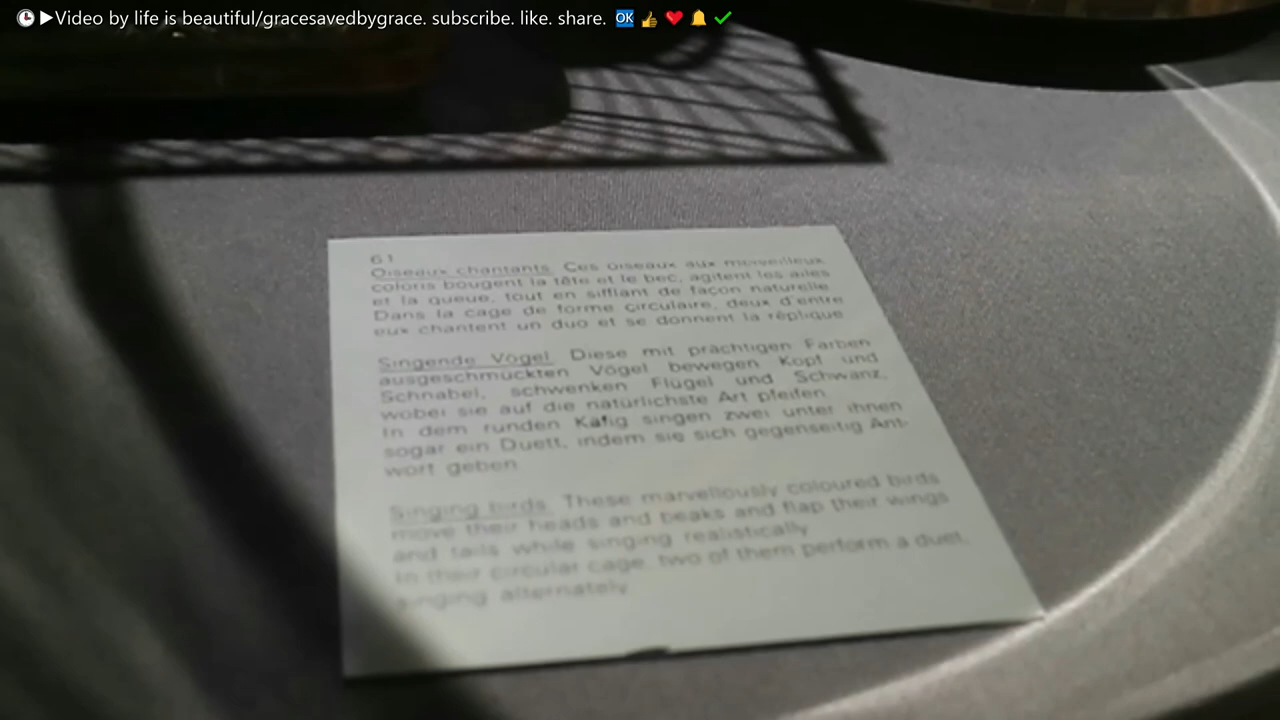 Video by life is beautiful/gracesavedbygrace. subscribe. like. share. OK
61
Oiseaux chantants. Ces oiseaux aux merveilleux
coloris bougent la tête et le bec, agitent les ailes
et la queue, tout en sifflant de façon naturelle
Dans la cage de forme circulaire, deux d'entre
eux chantent un duo et se donnent la réplique
Singende Vögel. Diese mit prächtigen Farben
ausgeschmückten Vögel bewegen Kopf und
Schnabel, schwenken Flügel und Schwanz,
wobei sie auf die natürlichste Art pfeifen
In dem runden Käfig singen zwei unter ihnen
sogar ein Duett, indem sie sich gegenseitig Ant-
wort geben
Singing birds. These marvellously coloured birds
move their heads and beaks and flap their wings
and tails while singing realistically
In their circular cage, two of them perform a duet,
singing alternately